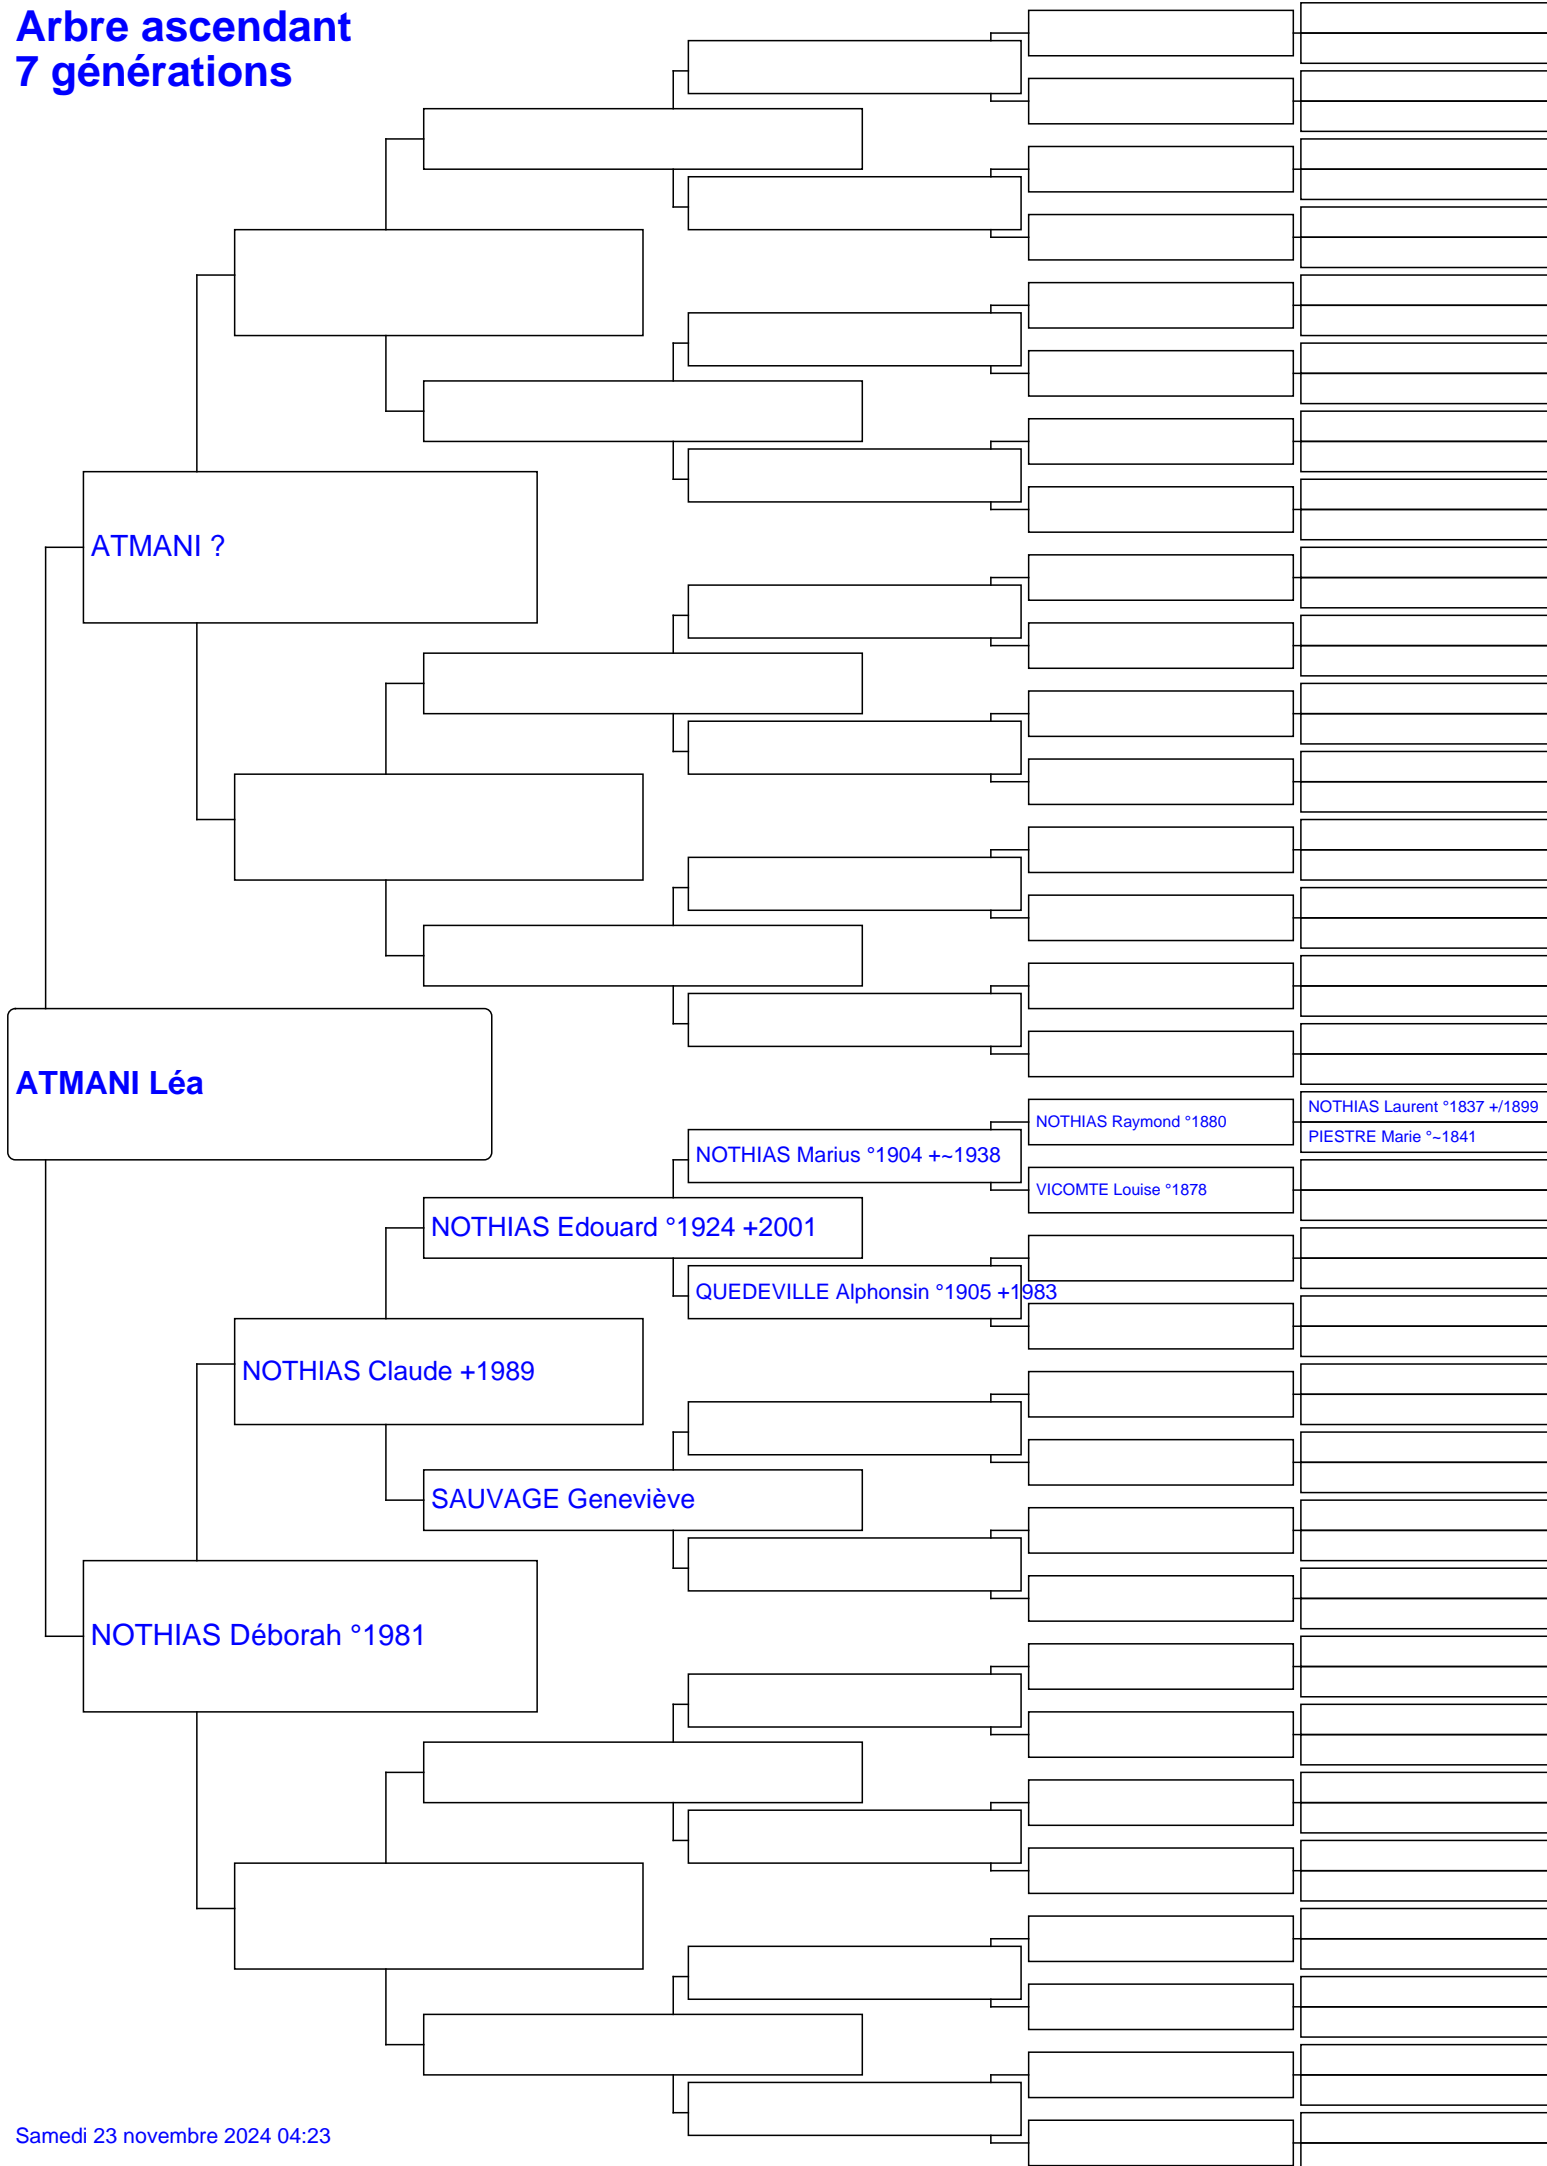 Arbre ascendant
7 générations
ATMANI ?
ATMANI Léa
NOTHIAS Raymond °1880
NOTHIAS Laurent °1837 +/1899
PIESTRE Marie °~1841
NOTHIAS Marius °1904 +~1938
VICOMTE Louise °1878
NOTHIAS Edouard °1924 +2001
QUEDEVILLE Alphonsin °1905 +1983
NOTHIAS Claude +1989
SAUVAGE Geneviève
NOTHIAS Déborah °1981
Samedi 23 novembre 2024 04:23